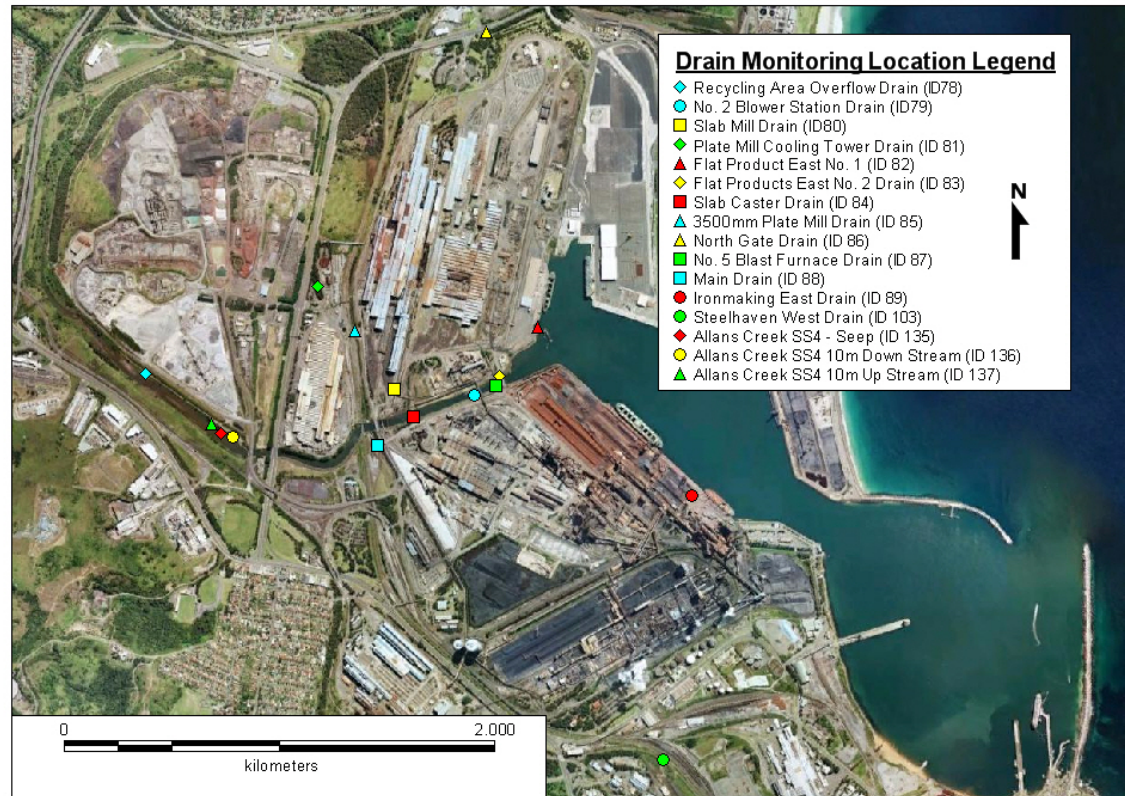 Drain Monitoring Location Legend
Recycling Area Overflow Drain (ID78)
No. 2 Blower Station Drain (ID79)
Slab Mill Drain (ID80)
Plate Mill Cooling Tower Drain (ID 81)
Flat Product East No. 1 (ID 82)
Flat Products East No. 2 Drain (ID 83)
Slab Caster Drain (ID 84)
3500mm Plate Mill Drain (ID 85)
North Gate Drain (ID 86)
No. 5 Blast Furnace Drain (ID 87)
Main Drain (ID 88)
Ironmaking East Drain (ID 89)
Steelhaven West Drain (ID 103)
Allans Creek SS4 - Seep (ID 135)
Allans Creek SS4 10m Down Stream (ID 136)
Allans Creek SS4 10m Up Stream (ID 137)
N
0 2.000
kilometers